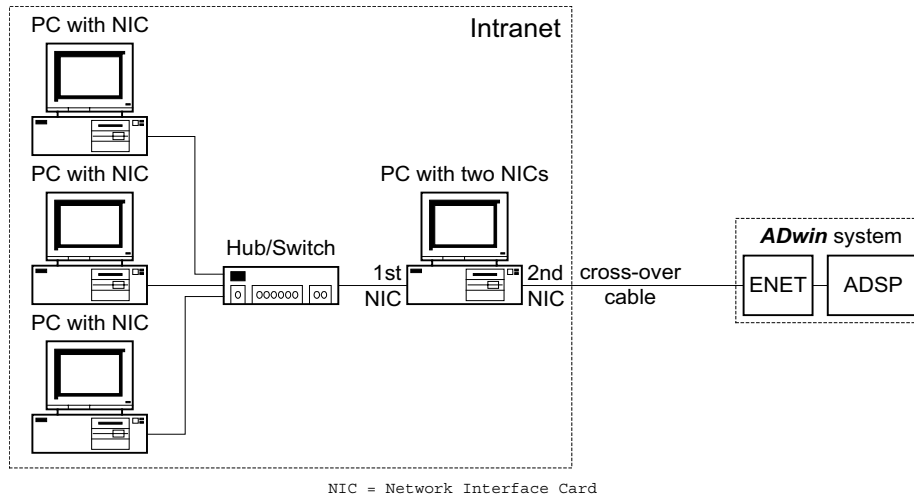 PC with NIC
Intranet
PC with NIC
PC with two NICs
Hub/Switch
1st
NIC
2nd
NIC
cross-over
cable
ADwin system
ENET
ADSP
PC with NIC
NIC = Network Interface Card